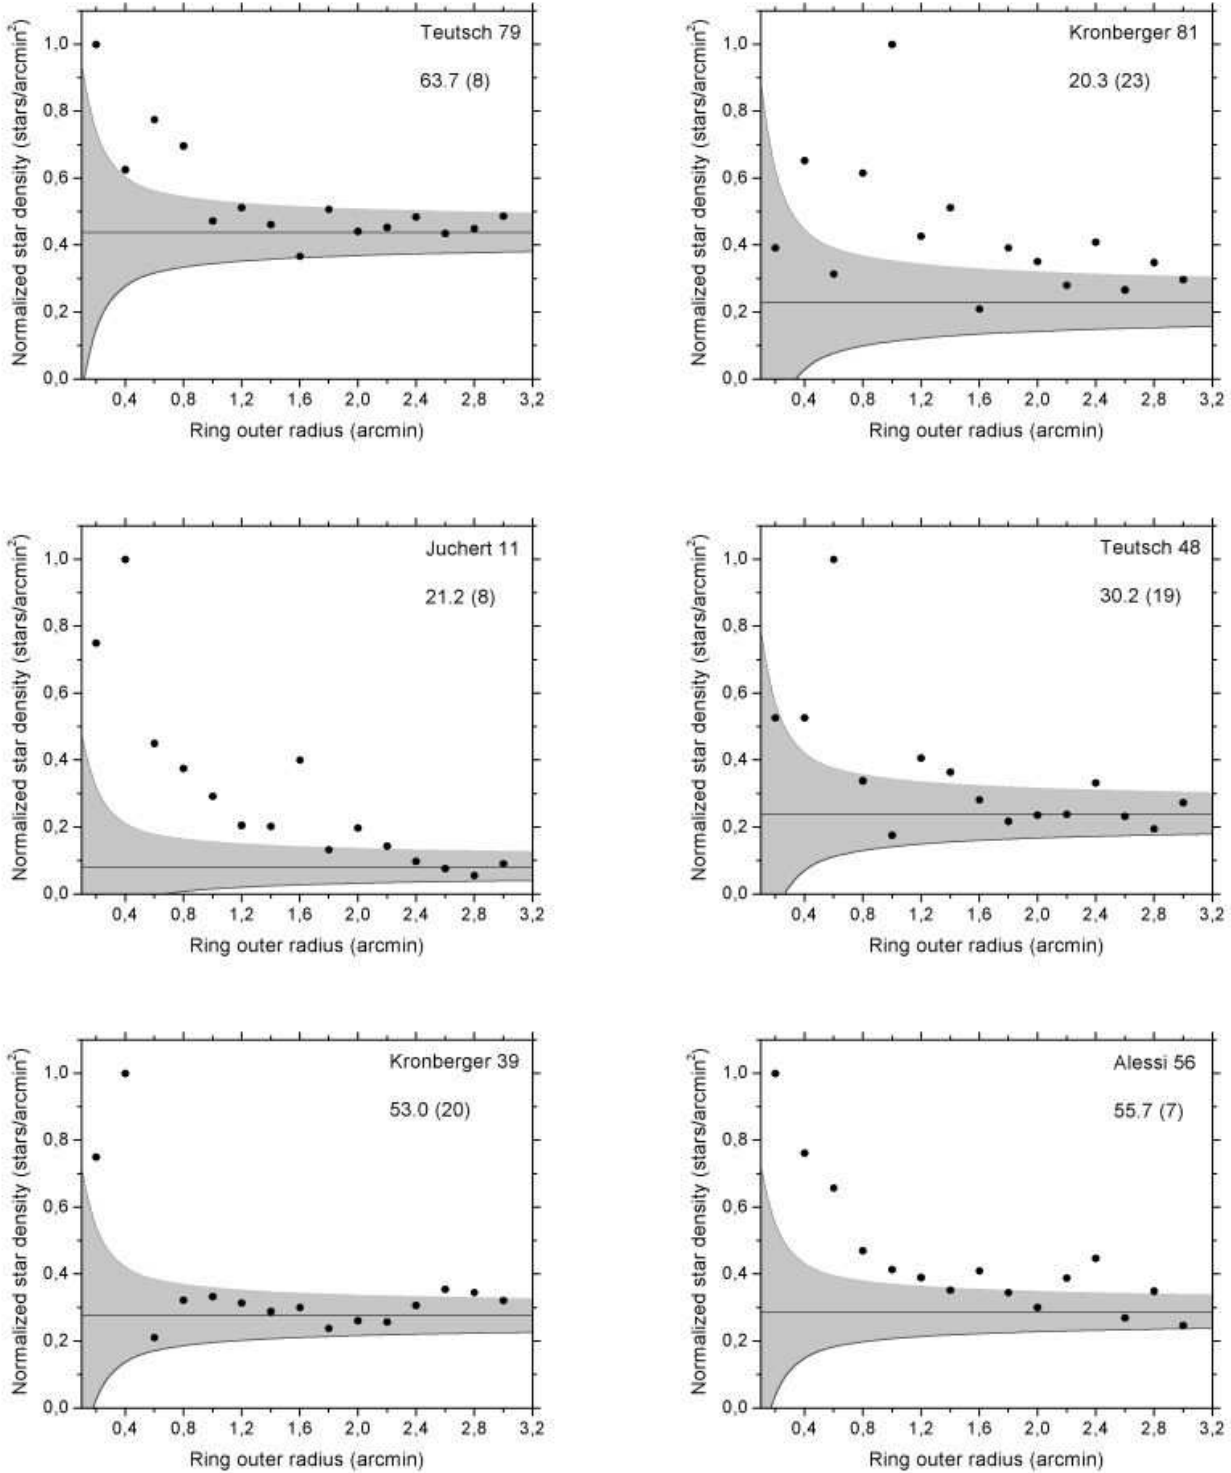 Teutsch 79
63.7 (8)
Normalized star density (stars/arcmin²)
1,0
0,8
0,6
0,4
0,2
0,0
0,4 0,8 1,2 1,6 2,0 2,4 2,8 3,2
Ring outer radius (arcmin)
Kronberger 81
20.3 (23)
Normalized star density (stars/arcmin²)
1,0
0,8
0,6
0,4
0,2
0,0
0,4 0,8 1,2 1,6 2,0 2,4 2,8 3,2
Ring outer radius (arcmin)
Juchert 11
21.2 (8)
Normalized star density (stars/arcmin²)
1,0
0,8
0,6
0,4
0,2
0,0
0,4 0,8 1,2 1,6 2,0 2,4 2,8 3,2
Ring outer radius (arcmin)
Teutsch 48
30.2 (19)
Normalized star density (stars/arcmin²)
1,0
0,8
0,6
0,4
0,2
0,0
0,4 0,8 1,2 1,6 2,0 2,4 2,8 3,2
Ring outer radius (arcmin)
Kronberger 39
53.0 (20)
Normalized star density (stars/arcmin²)
1,0
0,8
0,6
0,4
0,2
0,0
0,4 0,8 1,2 1,6 2,0 2,4 2,8 3,2
Ring outer radius (arcmin)
Alessi 56
55.7 (7)
Normalized star density (stars/arcmin²)
1,0
0,8
0,6
0,4
0,2
0,0
0,4 0,8 1,2 1,6 2,0 2,4 2,8 3,2
Ring outer radius (arcmin)